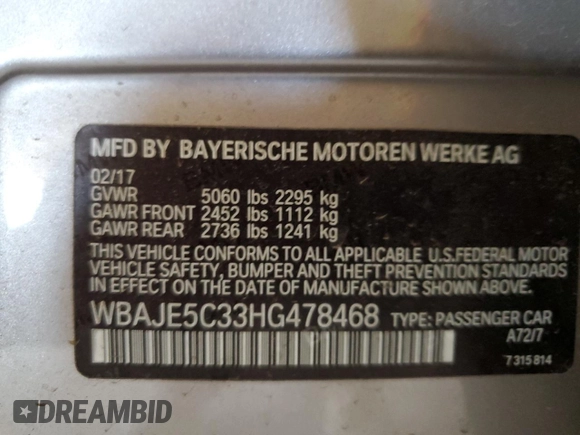 MFD BY BAYERISCHE MOTOREN WERKE AG
02/17
GVWR 5060 lbs 2295 kg
GAWR FRONT 2452 lbs 1112 kg
GAWR REAR 2736 lbs 1241 kg
THIS VEHICLE CONFORMS TO ALL APPLICABLE U.S.FEDERAL MOTOR
VEHICLE SAFETY, BUMPER AND THEFT PREVENTION STANDARDS
IN EFFECT ON THE DATE OF MANUFACTURE SHOWN ABOVE.
WBAJE5C33HG478468 TYPE: PASSENGER CAR
A72/7
7 315 814
DREAMBID